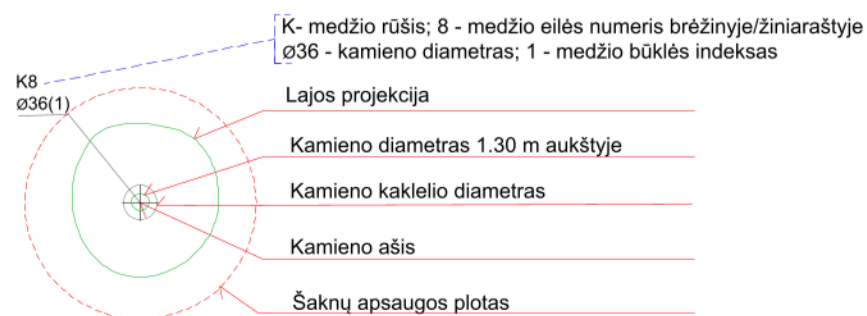 K- medžio rūšis; 8 - medžio eilės numeris brėžinyje/žiniaraštyje
Ø36 - kamieno diametras; 1 - medžio būklės indeksas
K8
Ø36(1)
Lajos projekcija
Kamieno diametras 1.30 m aukštyje
Kamieno kaklelio diametras
Kamieno ašis
Šaknų apsaugos plotas